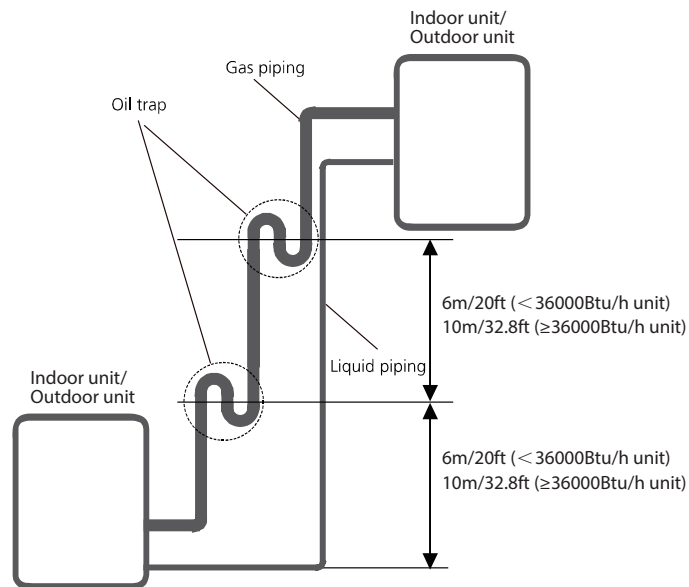 Indoor unit/
Outdoor unit
Gas piping
Oil trap
6m/20ft (＜36000Btu/h unit)
10m/32.8ft (≥36000Btu/h unit)
Liquid piping
Indoor unit/
Outdoor unit
6m/20ft (＜36000Btu/h unit)
10m/32.8ft (≥36000Btu/h unit)